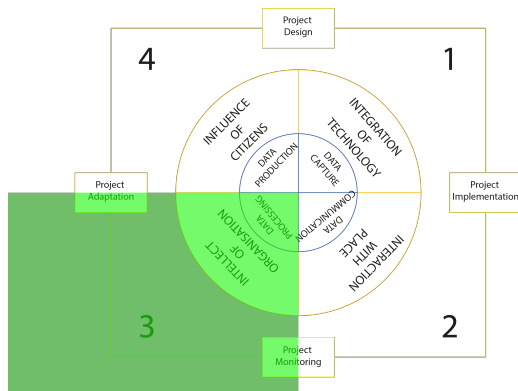 Project
Design
4
1
INFLUENCE
OF
CITIZENS
INTEGRATION
OF
TECHNOLOGY
DATA
PRODUCTION
DATA
CAPTURE
Project
Adaptation
Project
Implementation
DATA
PROCESSING
DATA
COMMUNICATION
INTELLECT
OF
ORGANISATION
INTERACTION
WITH
PLACE
3
2
Project
Monitoring